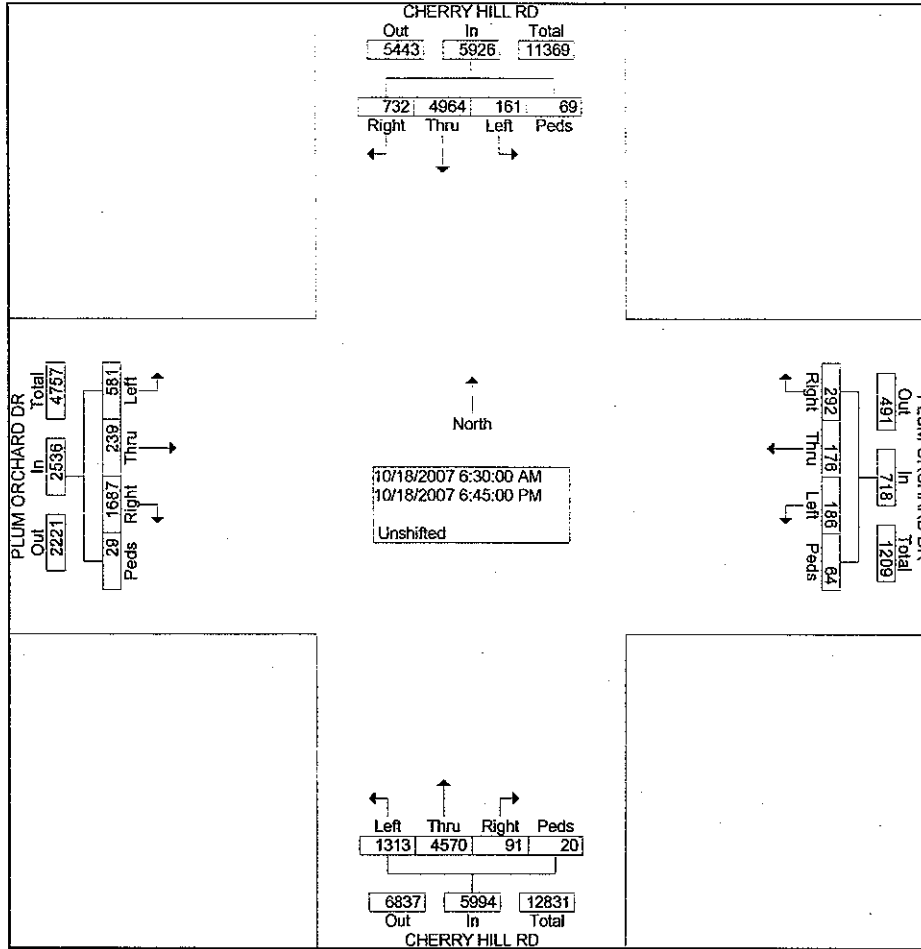 CHERRY HILL RD
Out In Total
5443 5926 11369
732 4964 161 69
Right Thru Left Peds
PLUM ORCHARD DR
Total In Out
4757 2536 2221
581 239 1687 29
Left Thru Right Peds
North
10/18/2007 6:30:00 AM
10/18/2007 6:45:00 PM
Unshifted
Right Thru Left Peds
292 176 186 64
491 718 1209
Out In Total
Left Thru Right Peds
1313 4570 91 20
6837 5994 12831
Out In Total
CHERRY HILL RD